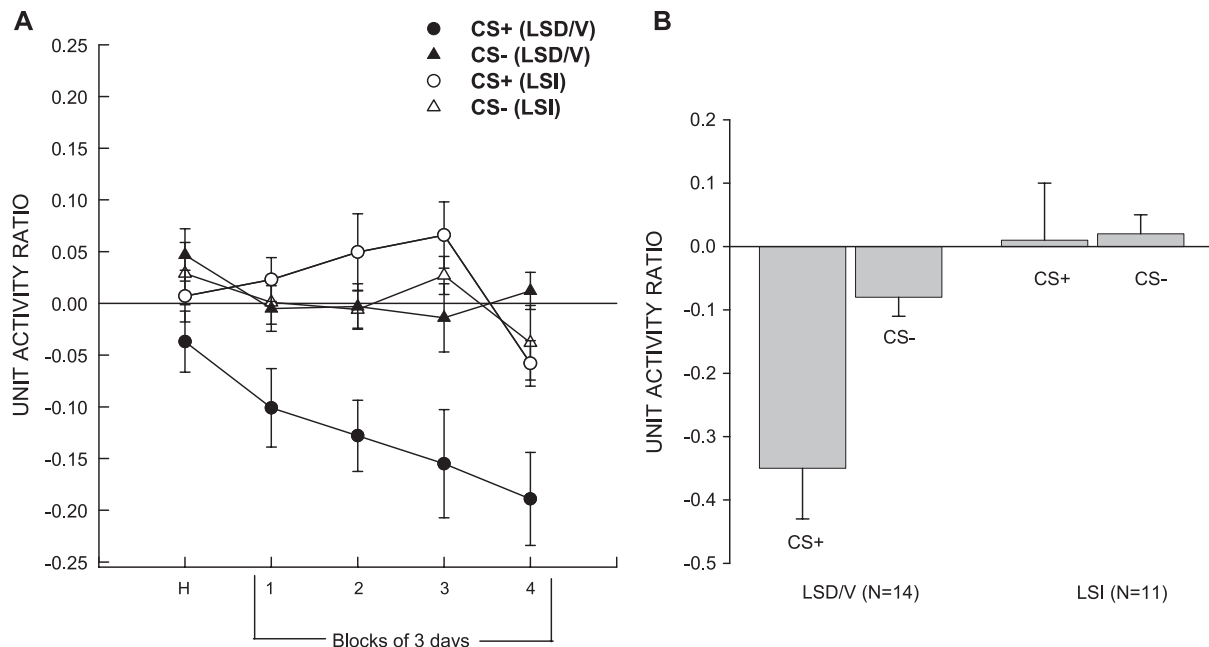 A
CS+ (LSD/V)
CS- (LSD/V)
CS+ (LSI)
CS- (LSI)
UNIT ACTIVITY RATIO
0.25
0.20
0.15
0.10
0.05
0.00
-0.05
-0.10
-0.15
-0.20
-0.25
H 1 2 3 4
Blocks of 3 days
B
UNIT ACTIVITY RATIO
0.2
0.1
0.0
-0.1
-0.2
-0.3
-0.4
-0.5
CS+
CS-
CS+
CS-
LSD/V (N=14) LSI (N=11)